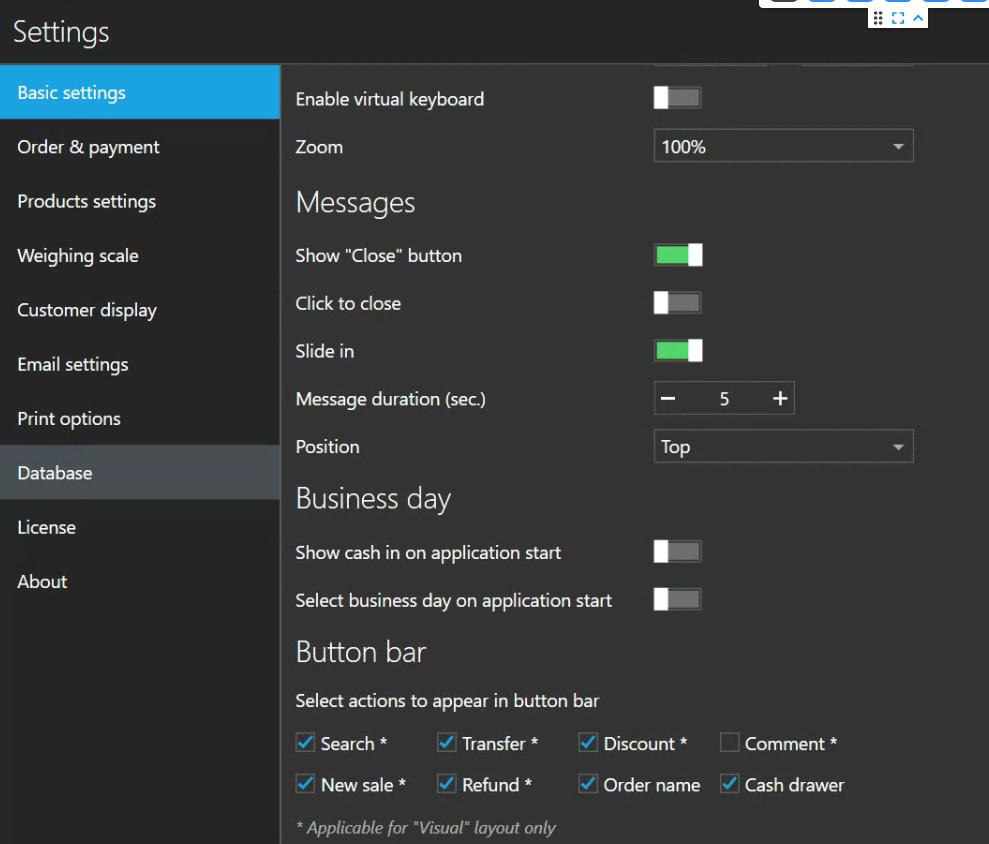 Settings
Basic settings
Order & payment
Products settings
Weighing scale
Customer display
Email settings
Print options
Database
License
About
Enable virtual keyboard
Zoom 100%
Messages
Show "Close" button
Click to close
Slide in
Message duration (sec.) − 5 +
Position Top
Business day
Show cash in on application start
Select business day on application start
Button bar
Select actions to appear in button bar
Search * Transfer * Discount * Comment *
New sale * Refund * Order name Cash drawer
* Applicable for "Visual" layout only